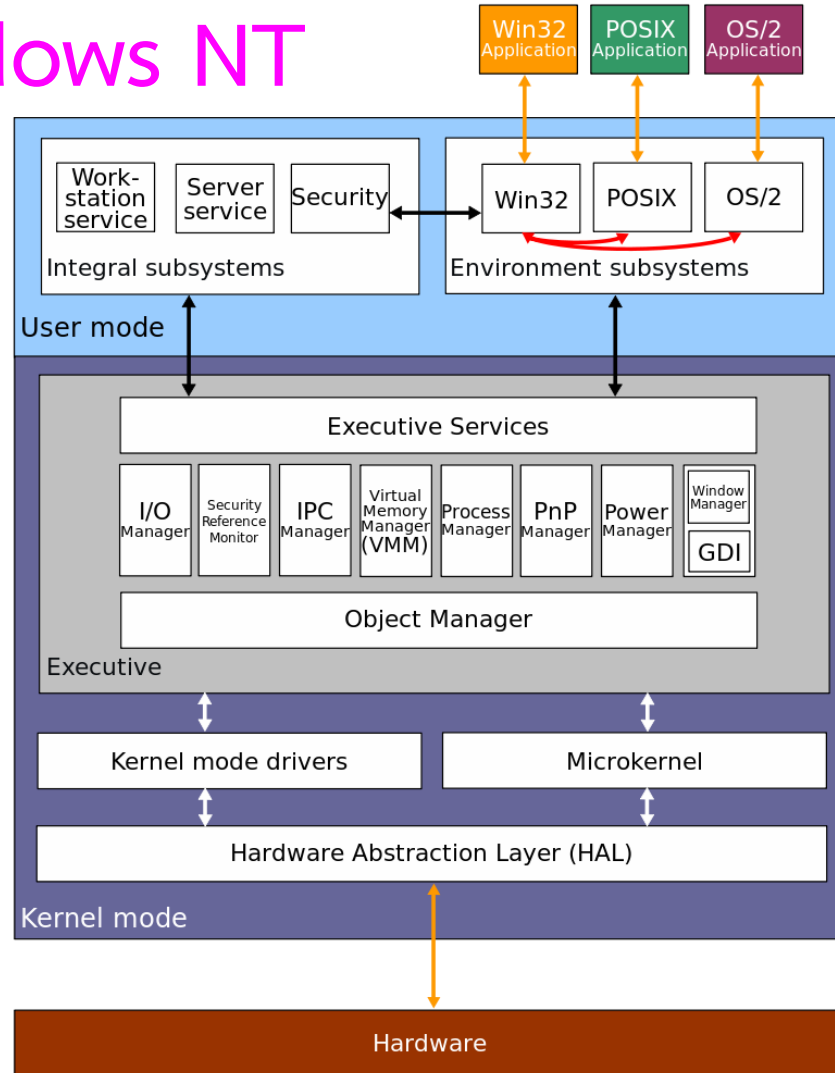 lows NT
Win32
Application
POSIX
Application
OS/2
Application
Work-
station
service
Server
service
Security
Integral subsystems
Win32
POSIX
OS/2
Environment subsystems
User mode
Executive Services
I/O
Manager
Security
Reference
Monitor
IPC
Manager
Virtual
Memory
Manager
(VMM)
Process
Manager
PnP
Manager
Power
Manager
Window
Manager
GDI
Object Manager
Executive
Kernel mode drivers
Microkernel
Hardware Abstraction Layer (HAL)
Kernel mode
Hardware